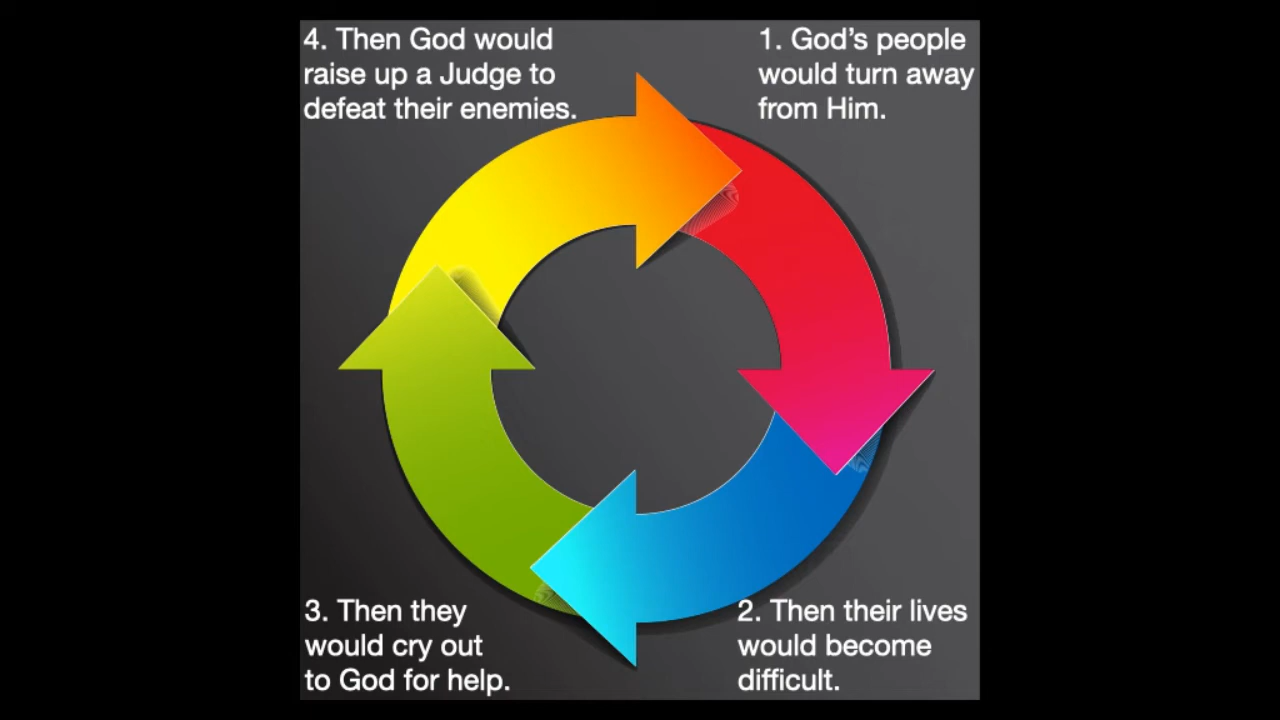 1. God’s people
would turn away
from Him.
2. Then their lives
would become
difficult.
3. Then they
would cry out
to God for help.
4. Then God would
raise up a Judge to
defeat their enemies.